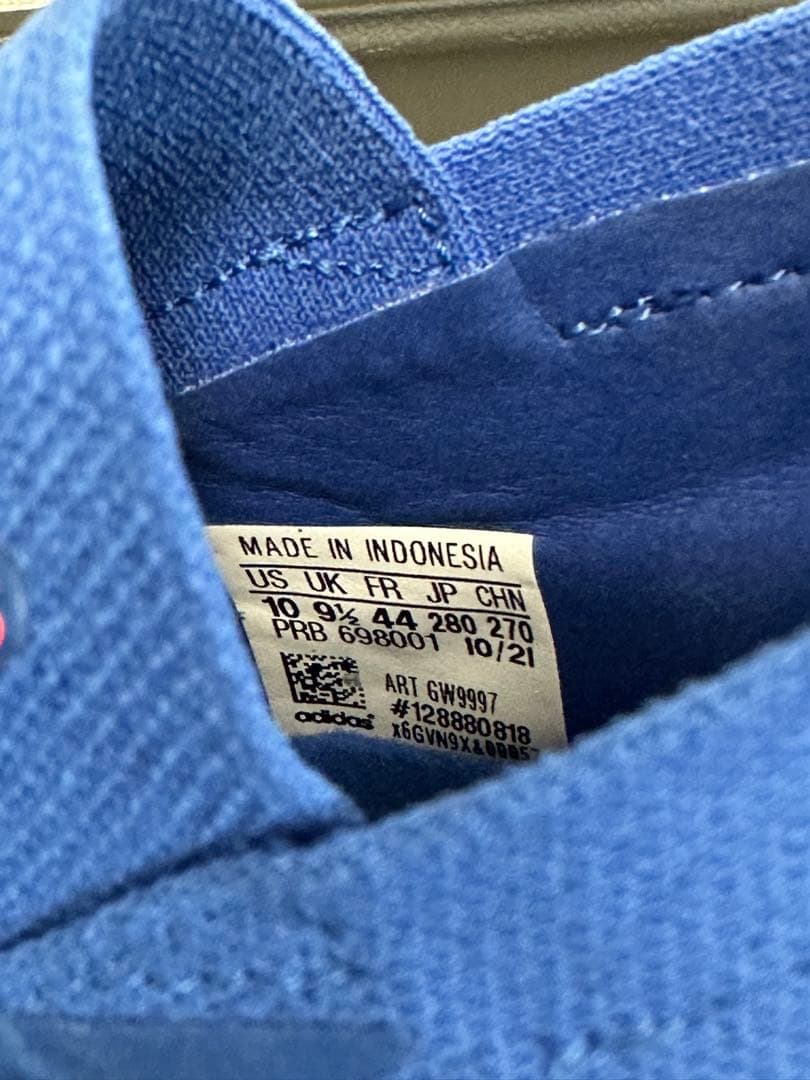 MADE IN INDONESIA
US UK FR JP CHN
10 9½ 44 280 270
PRB 698001 10/21
ART GW9997
#128880818
adidas